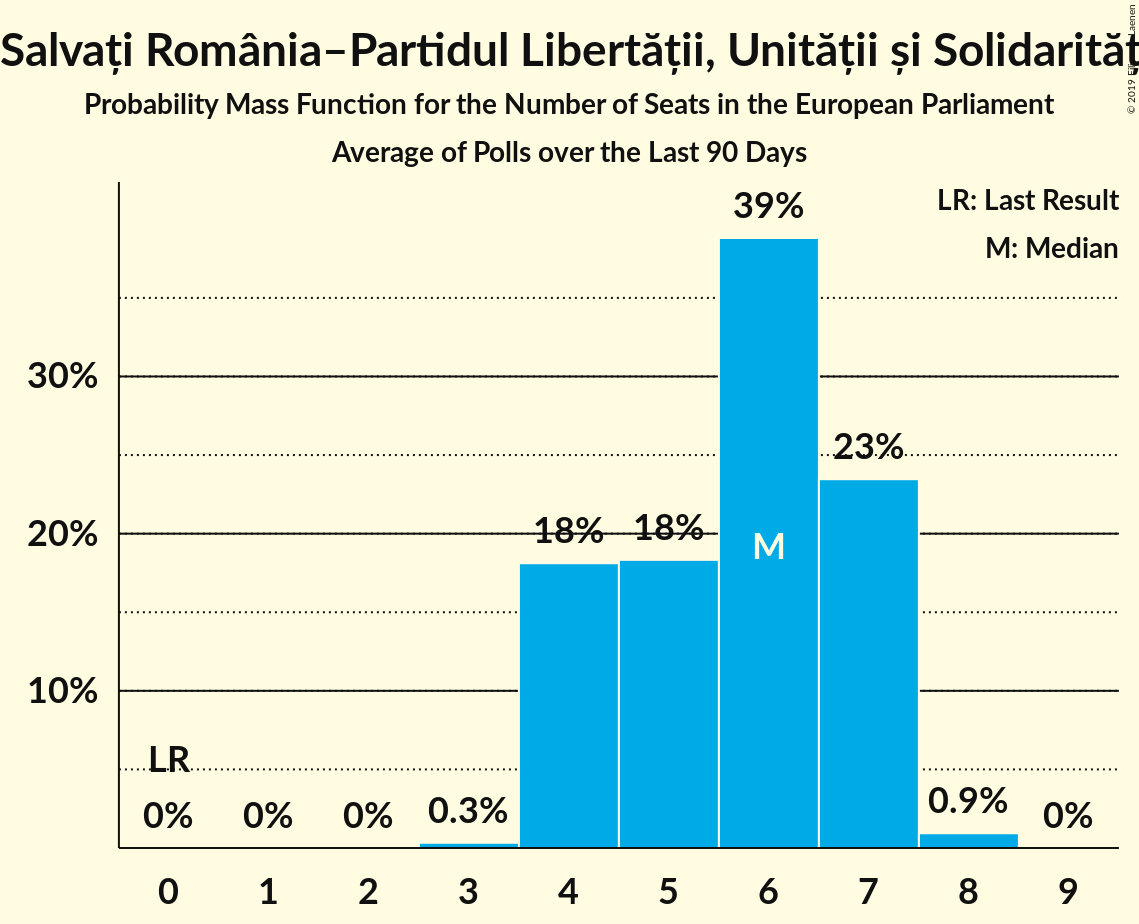 Salvați România–Partidul Libertății, Unității și Solidarităț
Probability Mass Function for the Number of Seats in the European Parliament
Average of Polls over the Last 90 Days
© 2019
LR: Last Result
M: Median
39%
30%
23%
20%
18%
18%
M
10%
LR
0%
0%
0%
0.3%
0.9%
0%
0 1 2 3 4 5 6 7 8 9